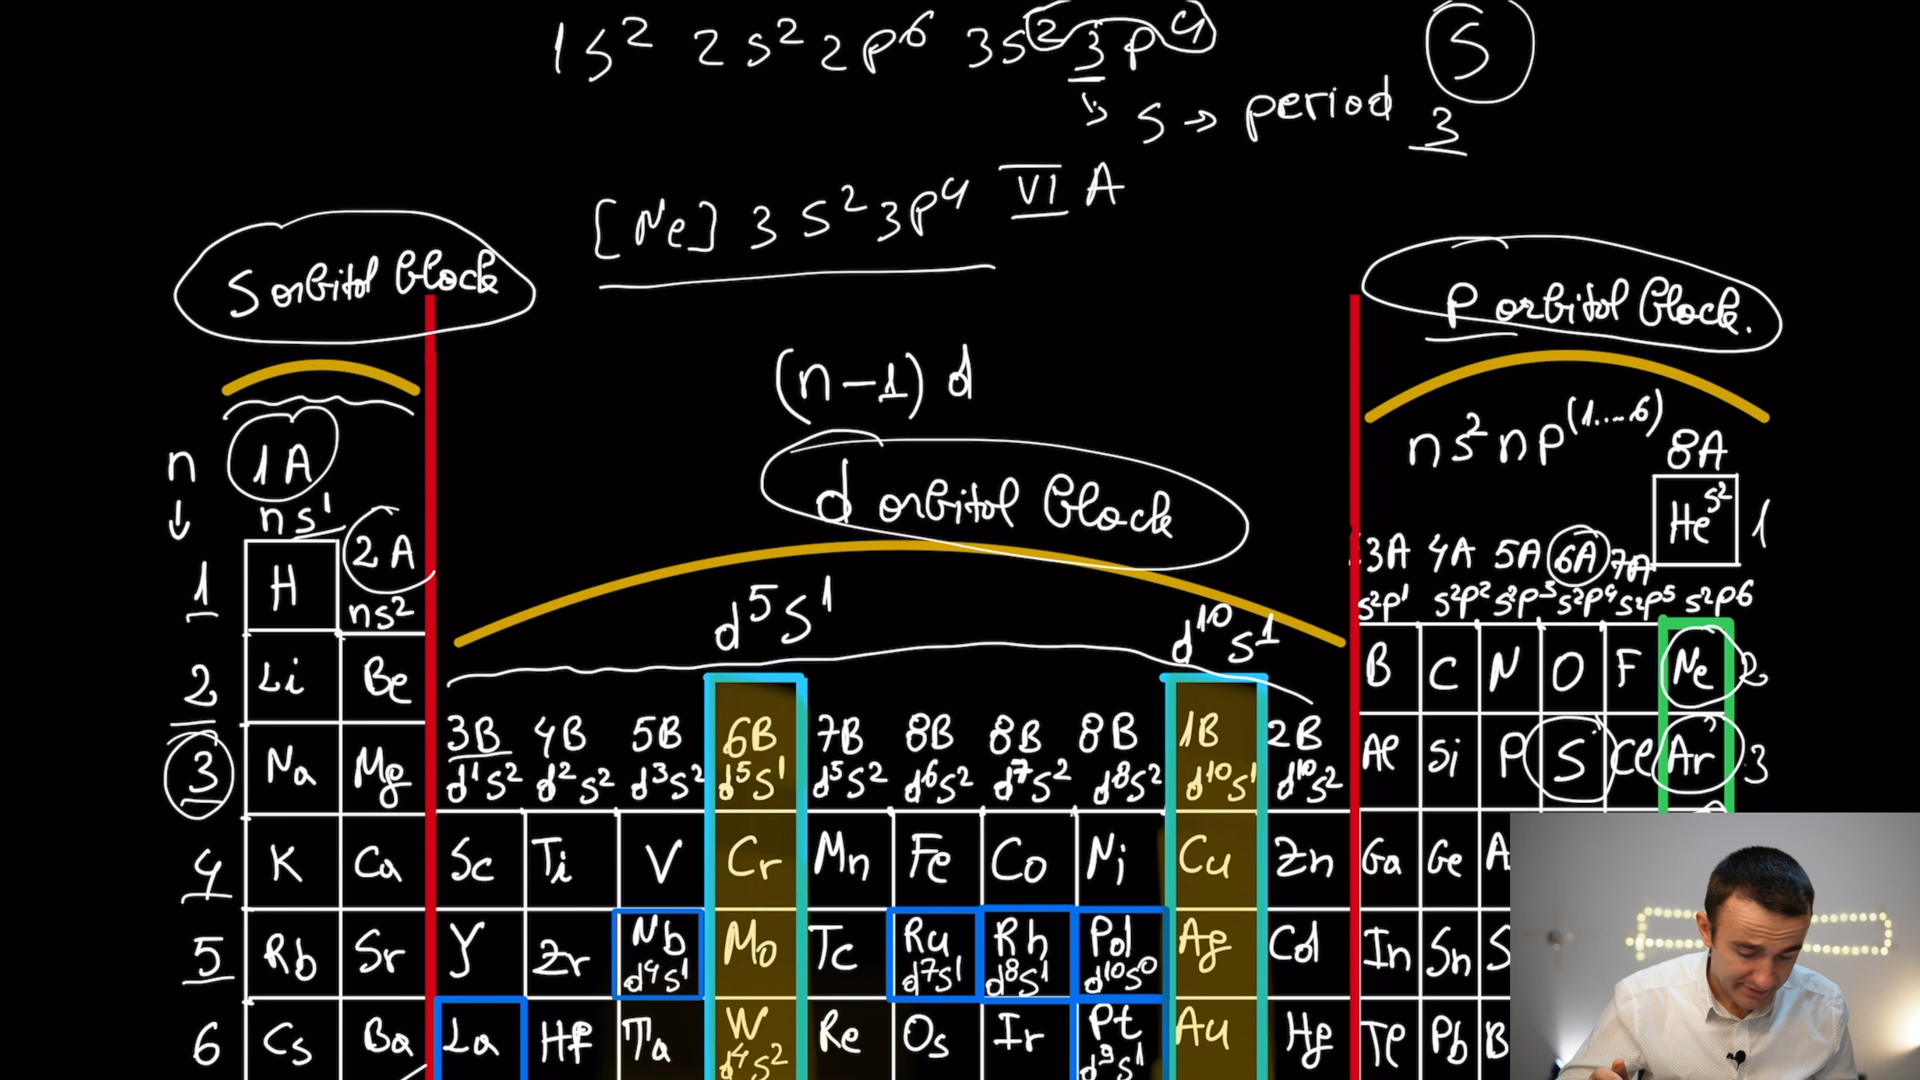 1s² 2s² 2p⁶ 3s² 3p⁴ S
S → period 3
[Ne] 3s² 3p⁴ VI A
S orbital block
p orbital block.
(n−1) d
d orbital block
ns² np⁽¹····⁶⁾
n 1A 8A
ns¹ He s² 1
2A 3A 4A 5A 6A 7A
1 H ns² s²p¹ s²p² s²p³ s²p⁴ s²p⁵ s²p⁶
d⁵s¹ d¹⁰s¹
2 Li Be B C N O F Ne 2
3B 4B 5B 6B 7B 8B 8B 8B 1B 2B
d¹s² d²s² d³s² d⁵s¹ d⁵s² d⁶s² d⁷s² d⁸s² d¹⁰s¹ d¹⁰s²
3 Na Mg Al Si P S Cl Ar 3
4 K Ca Sc Ti V Cr Mn Fe Co Ni Cu Zn Ga Ge A
5 Rb Sr Y Zr Nb Mo Tc Ru Rh Pd Ag Cd In Sn S
d⁴s¹ d⁷s¹ d⁸s¹ d¹⁰s⁰
6 Cs Ba La Hf Ta W Re Os Ir Pt Au Hg Tl Pb B
d⁴s² d⁹s¹